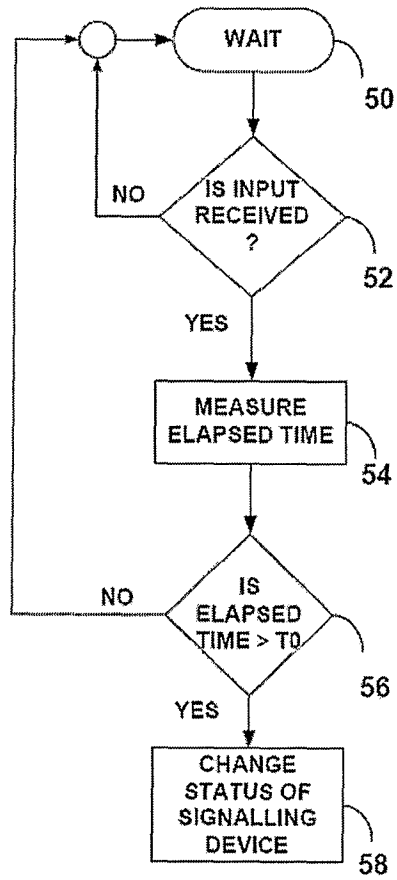 WAIT
50
IS INPUT
RECEIVED
?
52
NO
YES
MEASURE
ELAPSED TIME
54
IS
ELAPSED
TIME > T0
56
NO
YES
CHANGE
STATUS OF
SIGNALLING
DEVICE
58